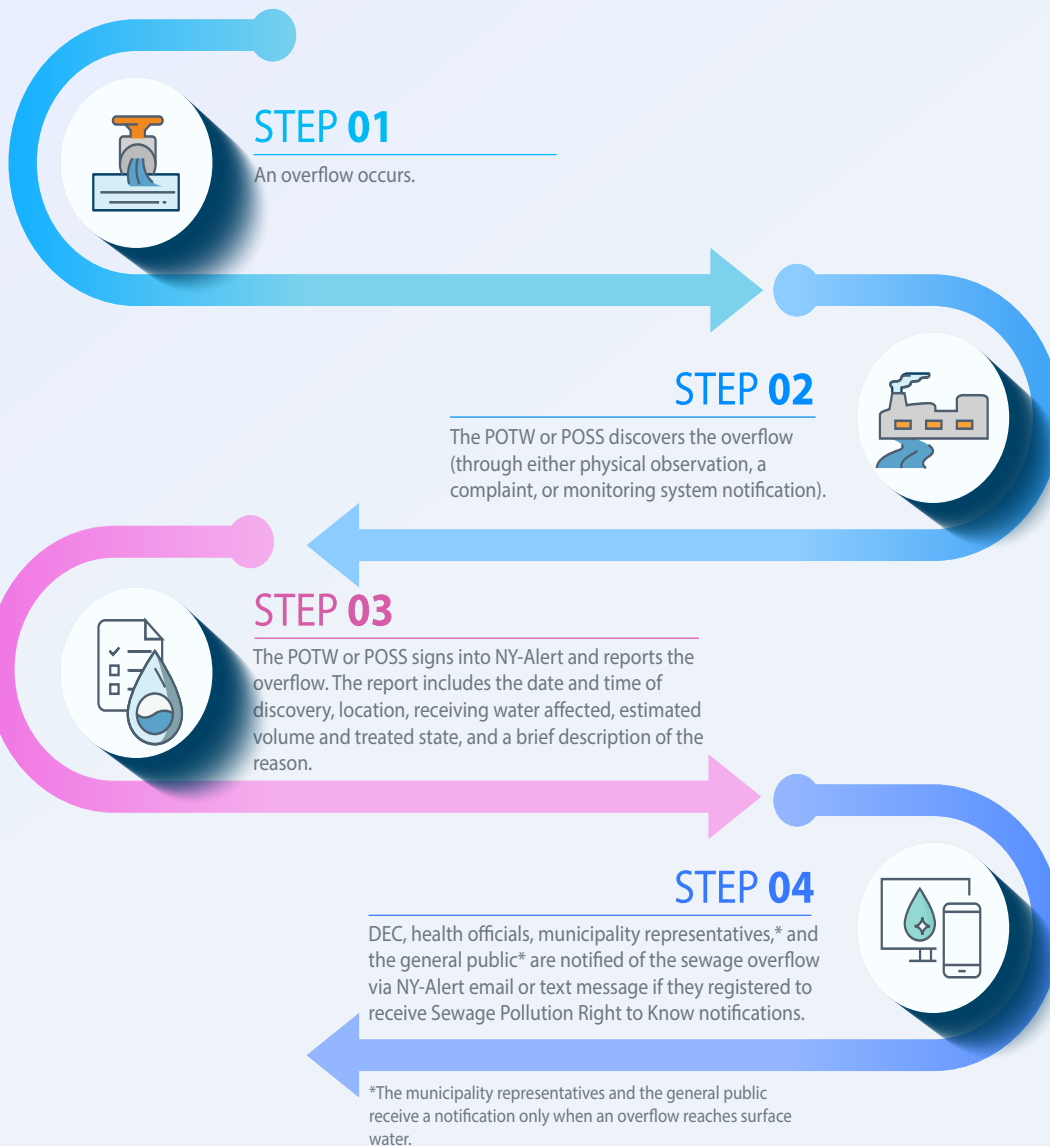 STEP 01
An overflow occurs.
STEP 02
The POTW or POSS discovers the overflow
(through either physical observation, a
complaint, or monitoring system notification).
STEP 03
The POTW or POSS signs into NY-Alert and reports the
overflow. The report includes the date and time of
discovery, location, receiving water affected, estimated
volume and treated state, and a brief description of the
reason.
STEP 04
DEC, health officials, municipality representatives,* and
the general public* are notified of the sewage overflow
via NY-Alert email or text message if they registered to
receive Sewage Pollution Right to Know notifications.
*The municipality representatives and the general public
receive a notification only when an overflow reaches surface
water.